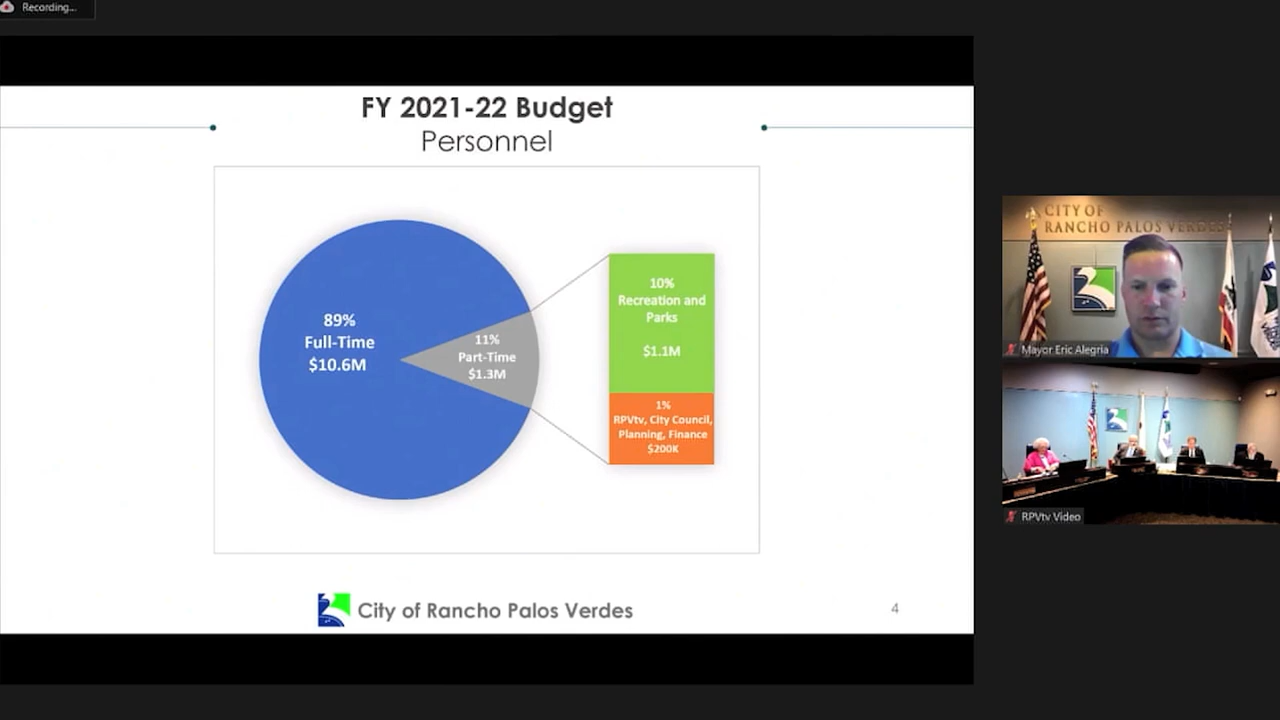 Recording...
FY 2021-22 Budget
Personnel
89%
Full-Time
$10.6M
11%
Part-Time
$1.3M
10%
Recreation and
Parks
$1.1M
1%
RPVtv, City Council,
Planning, Finance
$200K
City of Rancho Palos Verdes
4
CITY OF
RANCHO PALOS VERDES
Mayor Eric Alegria
RPVtv Video